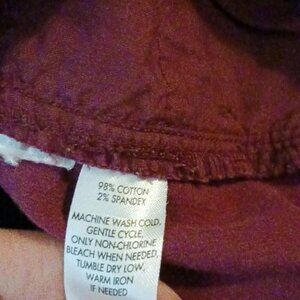 98% COTTON
2% SPANDEX
MACHINE WASH COLD,
GENTLE CYCLE,
ONLY NON-CHLORINE
BLEACH WHEN NEEDED,
TUMBLE DRY LOW,
WARM IRON
IF NEEDED